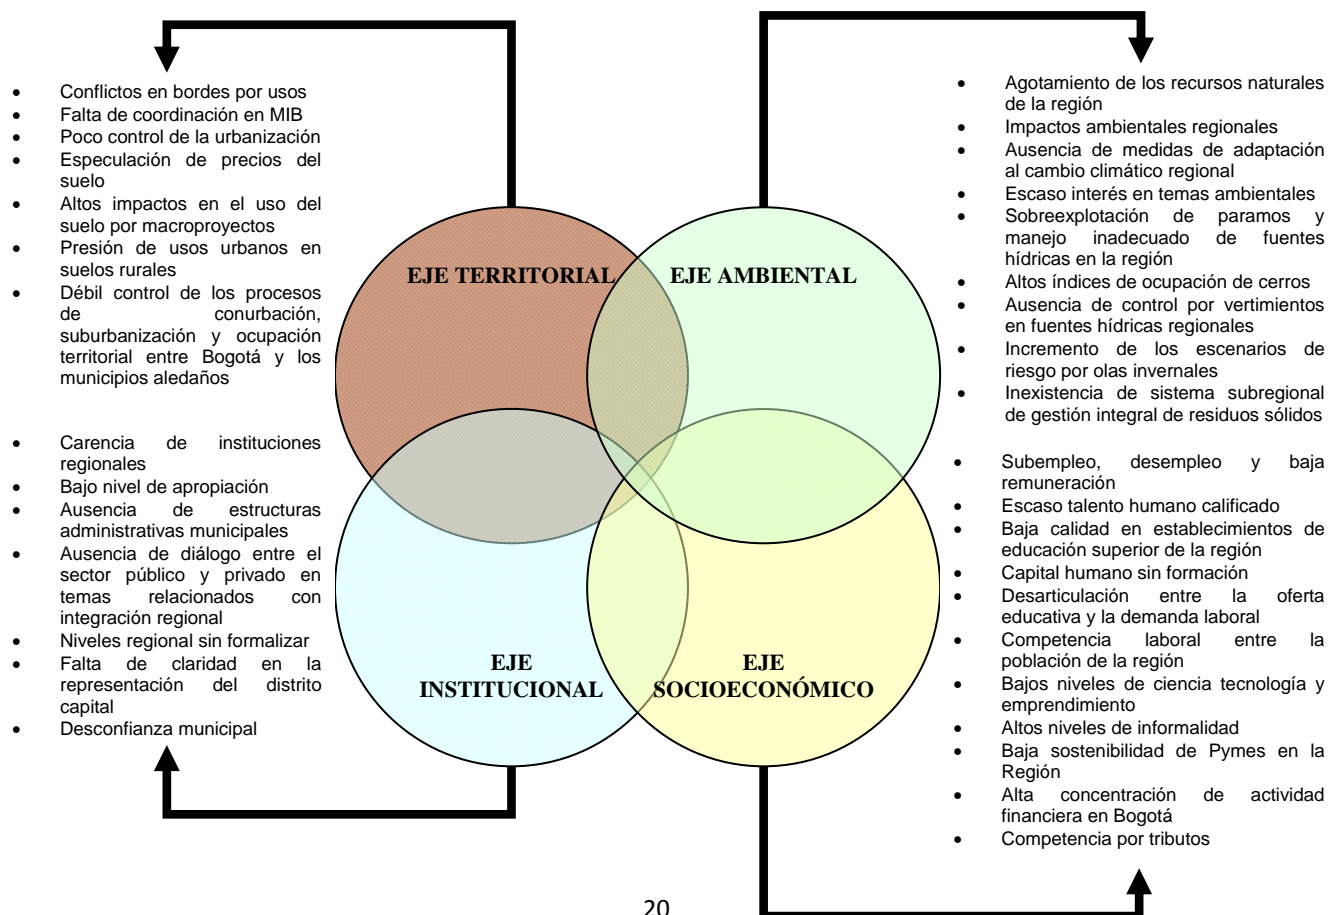 • Conflictos en bordes por usos
• Falta de coordinación en MIB
• Poco control de la urbanización
• Especulación de precios del
suelo
• Altos impactos en el uso del
suelo por macroproyectos
• Presión de usos urbanos en
suelos rurales
• Débil control de los procesos
de conurbación,
suburbanización y ocupación
territorial entre Bogotá y los
municipios aledaños
• Carencia de instituciones
regionales
• Bajo nivel de apropiación
• Ausencia de estructuras
administrativas municipales
• Ausencia de diálogo entre el
sector público y privado en
temas relacionados con
integración regional
• Niveles regional sin formalizar
• Falta de claridad en la
representación del distrito
capital
• Desconfianza municipal
EJE TERRITORIAL
EJE AMBIENTAL
EJE
INSTITUCIONAL
EJE
SOCIOECONÓMICO
• Agotamiento de los recursos naturales
de la región
• Impactos ambientales regionales
• Ausencia de medidas de adaptación
al cambio climático regional
• Escaso interés en temas ambientales
• Sobreexplotación de paramos y
manejo inadecuado de fuentes
hídricas en la región
• Altos índices de ocupación de cerros
• Ausencia de control por vertimientos
en fuentes hídricas regionales
• Incremento de los escenarios de
riesgo por olas invernales
• Inexistencia de sistema subregional
de gestión integral de residuos sólidos
• Subempleo, desempleo y baja
remuneración
• Escaso talento humano calificado
• Baja calidad en establecimientos de
educación superior de la región
• Capital humano sin formación
• Desarticulación entre la oferta
educativa y la demanda laboral
• Competencia laboral entre la
población de la región
• Bajos niveles de ciencia tecnología y
emprendimiento
• Altos niveles de informalidad
• Baja sostenibilidad de Pymes en la
Región
• Alta concentración de actividad
financiera en Bogotá
• Competencia por tributos
20